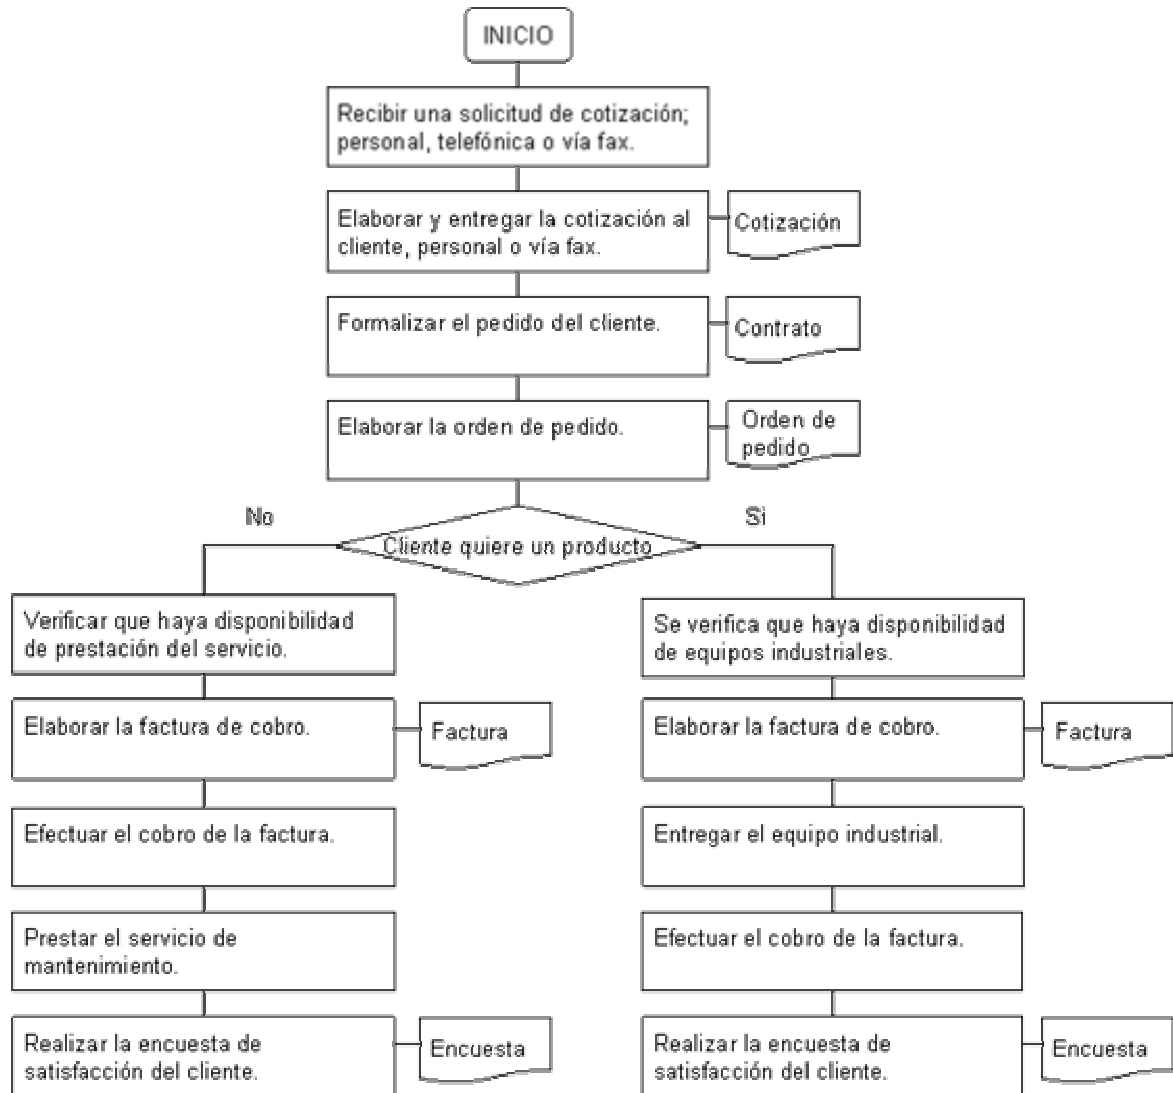 INICIO
Recibir una solicitud de cotización;
personal, telefónica o vía fax.
Elaborar y entregar la cotización al
cliente, personal o vía fax.
Cotización
Formalizar el pedido del cliente.
Contrato
Elaborar la orden de pedido.
Orden de
pedido
No
Si
Cliente quiere un producto
Verificar que haya disponibilidad
de prestación del servicio.
Elaborar la factura de cobro.
Factura
Efectuar el cobro de la factura.
Prestar el servicio de
mantenimiento.
Realizar la encuesta de
satisfacción del cliente.
Encuesta
Se verifica que haya disponibilidad
de equipos industriales.
Elaborar la factura de cobro.
Factura
Entregar el equipo industrial.
Efectuar el cobro de la factura.
Realizar la encuesta de
satisfacción del cliente.
Encuesta